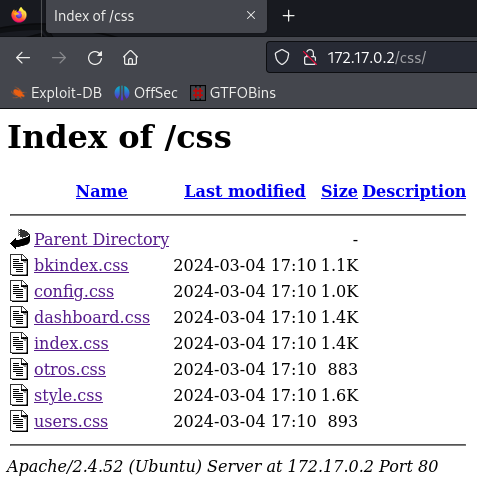 Index of /css
172.17.0.2/css/
Exploit-DB OffSec GTFOBins
Index of /css
Name Last modified Size Description
Parent Directory -
bkindex.css 2024-03-04 17:10 1.1K
config.css 2024-03-04 17:10 1.0K
dashboard.css 2024-03-04 17:10 1.4K
index.css 2024-03-04 17:10 1.4K
otros.css 2024-03-04 17:10 883
style.css 2024-03-04 17:10 1.6K
users.css 2024-03-04 17:10 893
Apache/2.4.52 (Ubuntu) Server at 172.17.0.2 Port 80